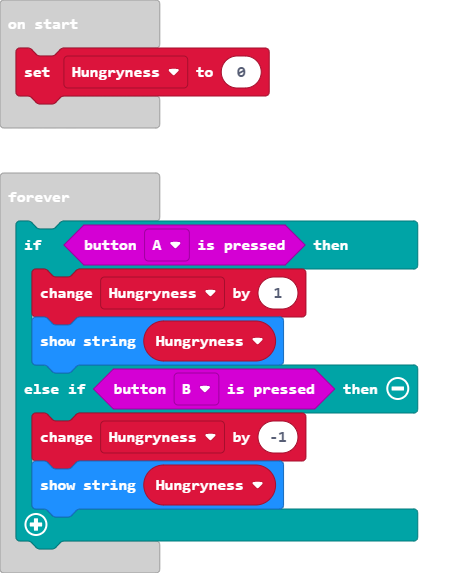 on start
set Hungryness to 0
forever
if button A is pressed then
change Hungryness by 1
show string Hungryness
else if button B is pressed then
change Hungryness by -1
show string Hungryness